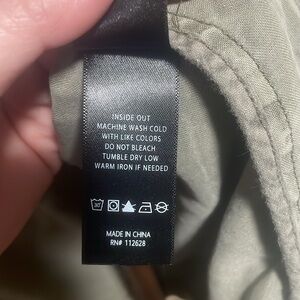 INSIDE OUT
MACHINE WASH COLD
WITH LIKE COLORS
DO NOT BLEACH
TUMBLE DRY LOW
WARM IRON IF NEEDED
MADE IN CHINA
RN# 112628